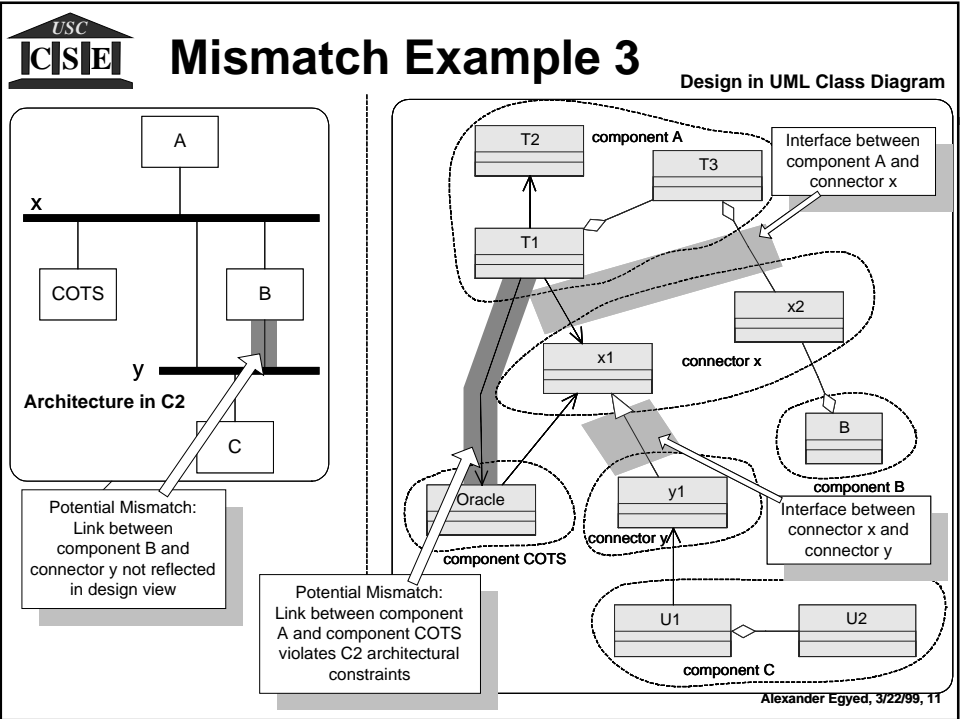 USC
C S E
Mismatch Example 3
Design in UML Class Diagram
A
x
COTS
B
y
Architecture in C2
C
Potential Mismatch:
Link between
component B and
connector y not reflected
in design view
T2
component A
T3
Interface between
component A and
connector x
T1
x2
x1
connector x
B
component B
Oracle
component COTS
y1
connector y
Interface between
connector x and
connector y
Potential Mismatch:
Link between component
A and component COTS
violates C2 architectural
constraints
U1
U2
component C
Alexander Egyed, 3/22/99, 11